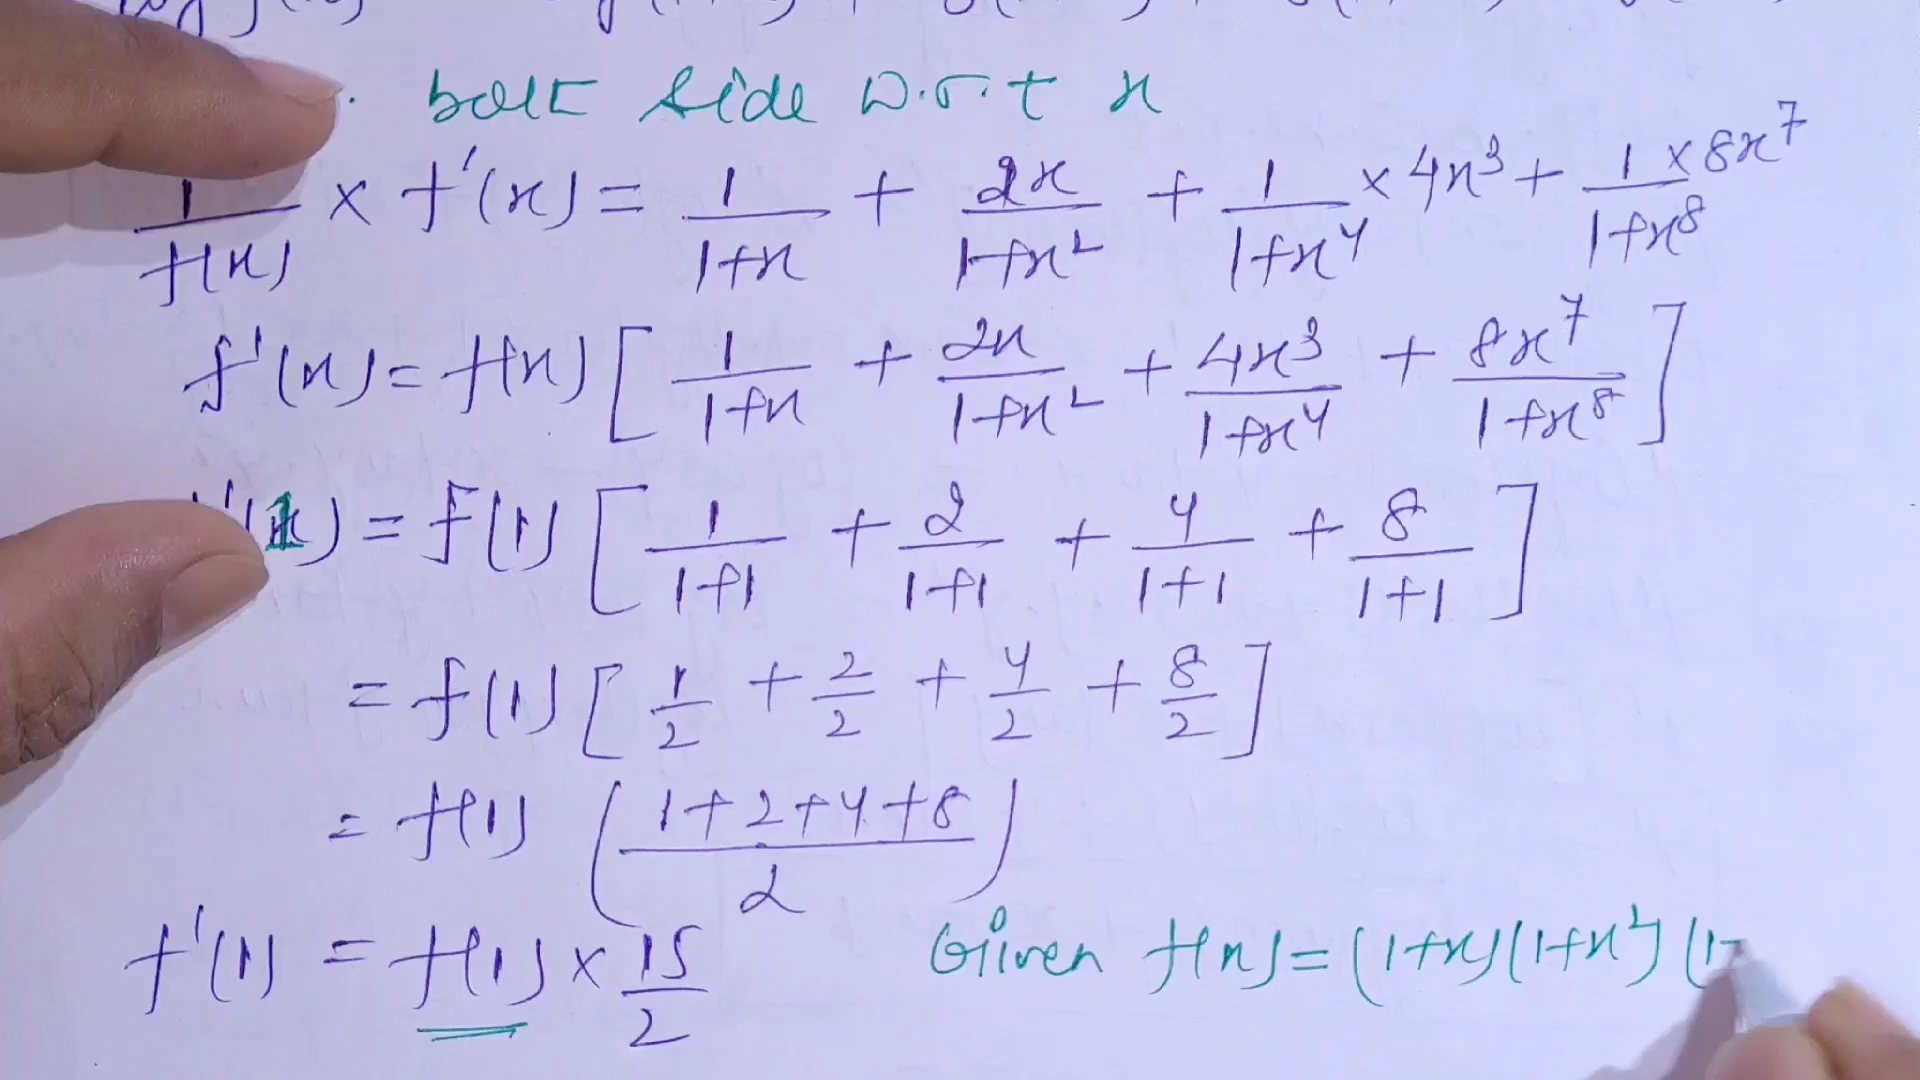 both side w.r.t x
1/f(x) × f'(x) = 1/(1+x) + 2x/(1+x²) + 1/(1+x⁴) × 4x³ + 1/(1+x⁸) × 8x⁷
f'(x) = f(x) [ 1/(1+x) + 2x/(1+x²) + 4x³/(1+x⁴) + 8x⁷/(1+x⁸) ]
'(1) = f(1) [ 1/(1+1) + 2/(1+1) + 4/(1+1) + 8/(1+1) ]
= f(1) [ 1/2 + 2/2 + 4/2 + 8/2 ]
= f(1) ( (1+2+4+8)/2 )
f'(1) = f(1) × 15/2
Given f(x) = (1+x)(1+x²)(1+